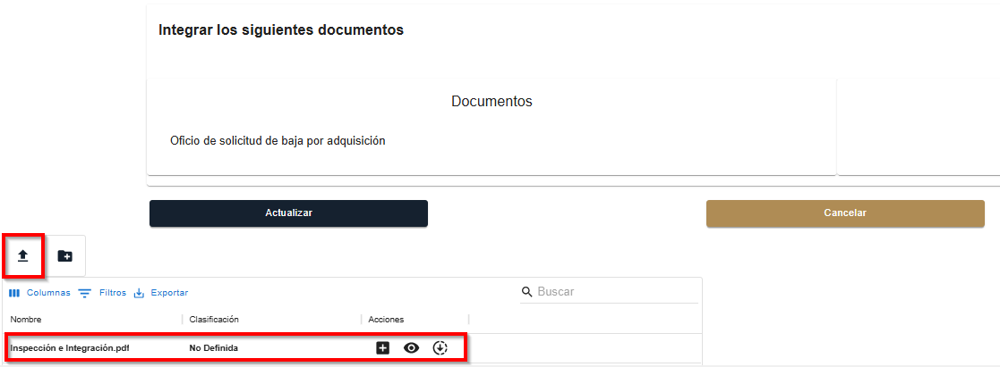 Integrar los siguientes documentos
Documentos
Oficio de solicitud de baja por adquisición
Actualizar Cancelar
Columnas Filtros Exportar Buscar
Nombre Clasificación Acciones
Inspección e Integración.pdf No Definida